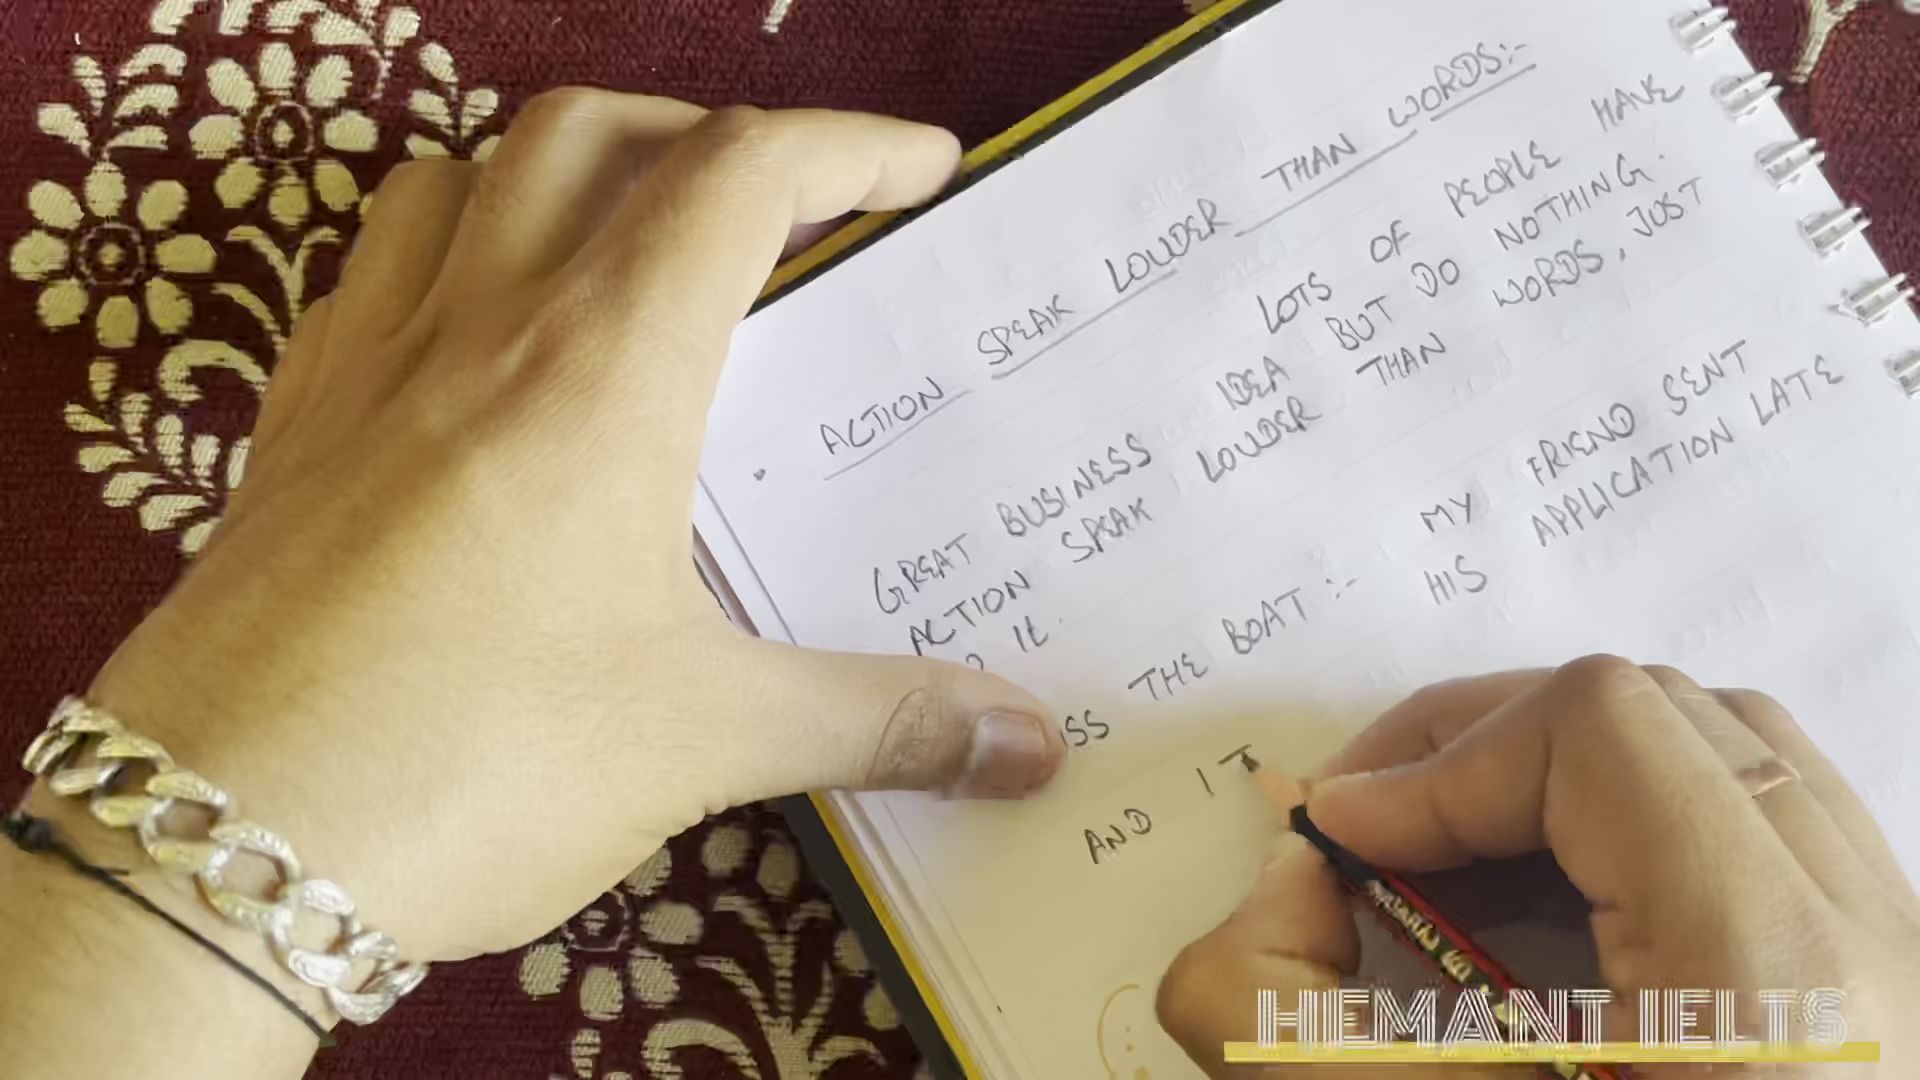 ACTION SPEAK LOUDER THAN WORDS:-
LOTS OF PEOPLE HAVE
GREAT BUSINESS IDEA BUT DO NOTHING.
ACTION SPEAK LOUDER THAN WORDS, JUST
IT.
THE BOAT :- MY FRIEND SENT
HIS APPLICATION LATE
AND I
HEMANT IELTS